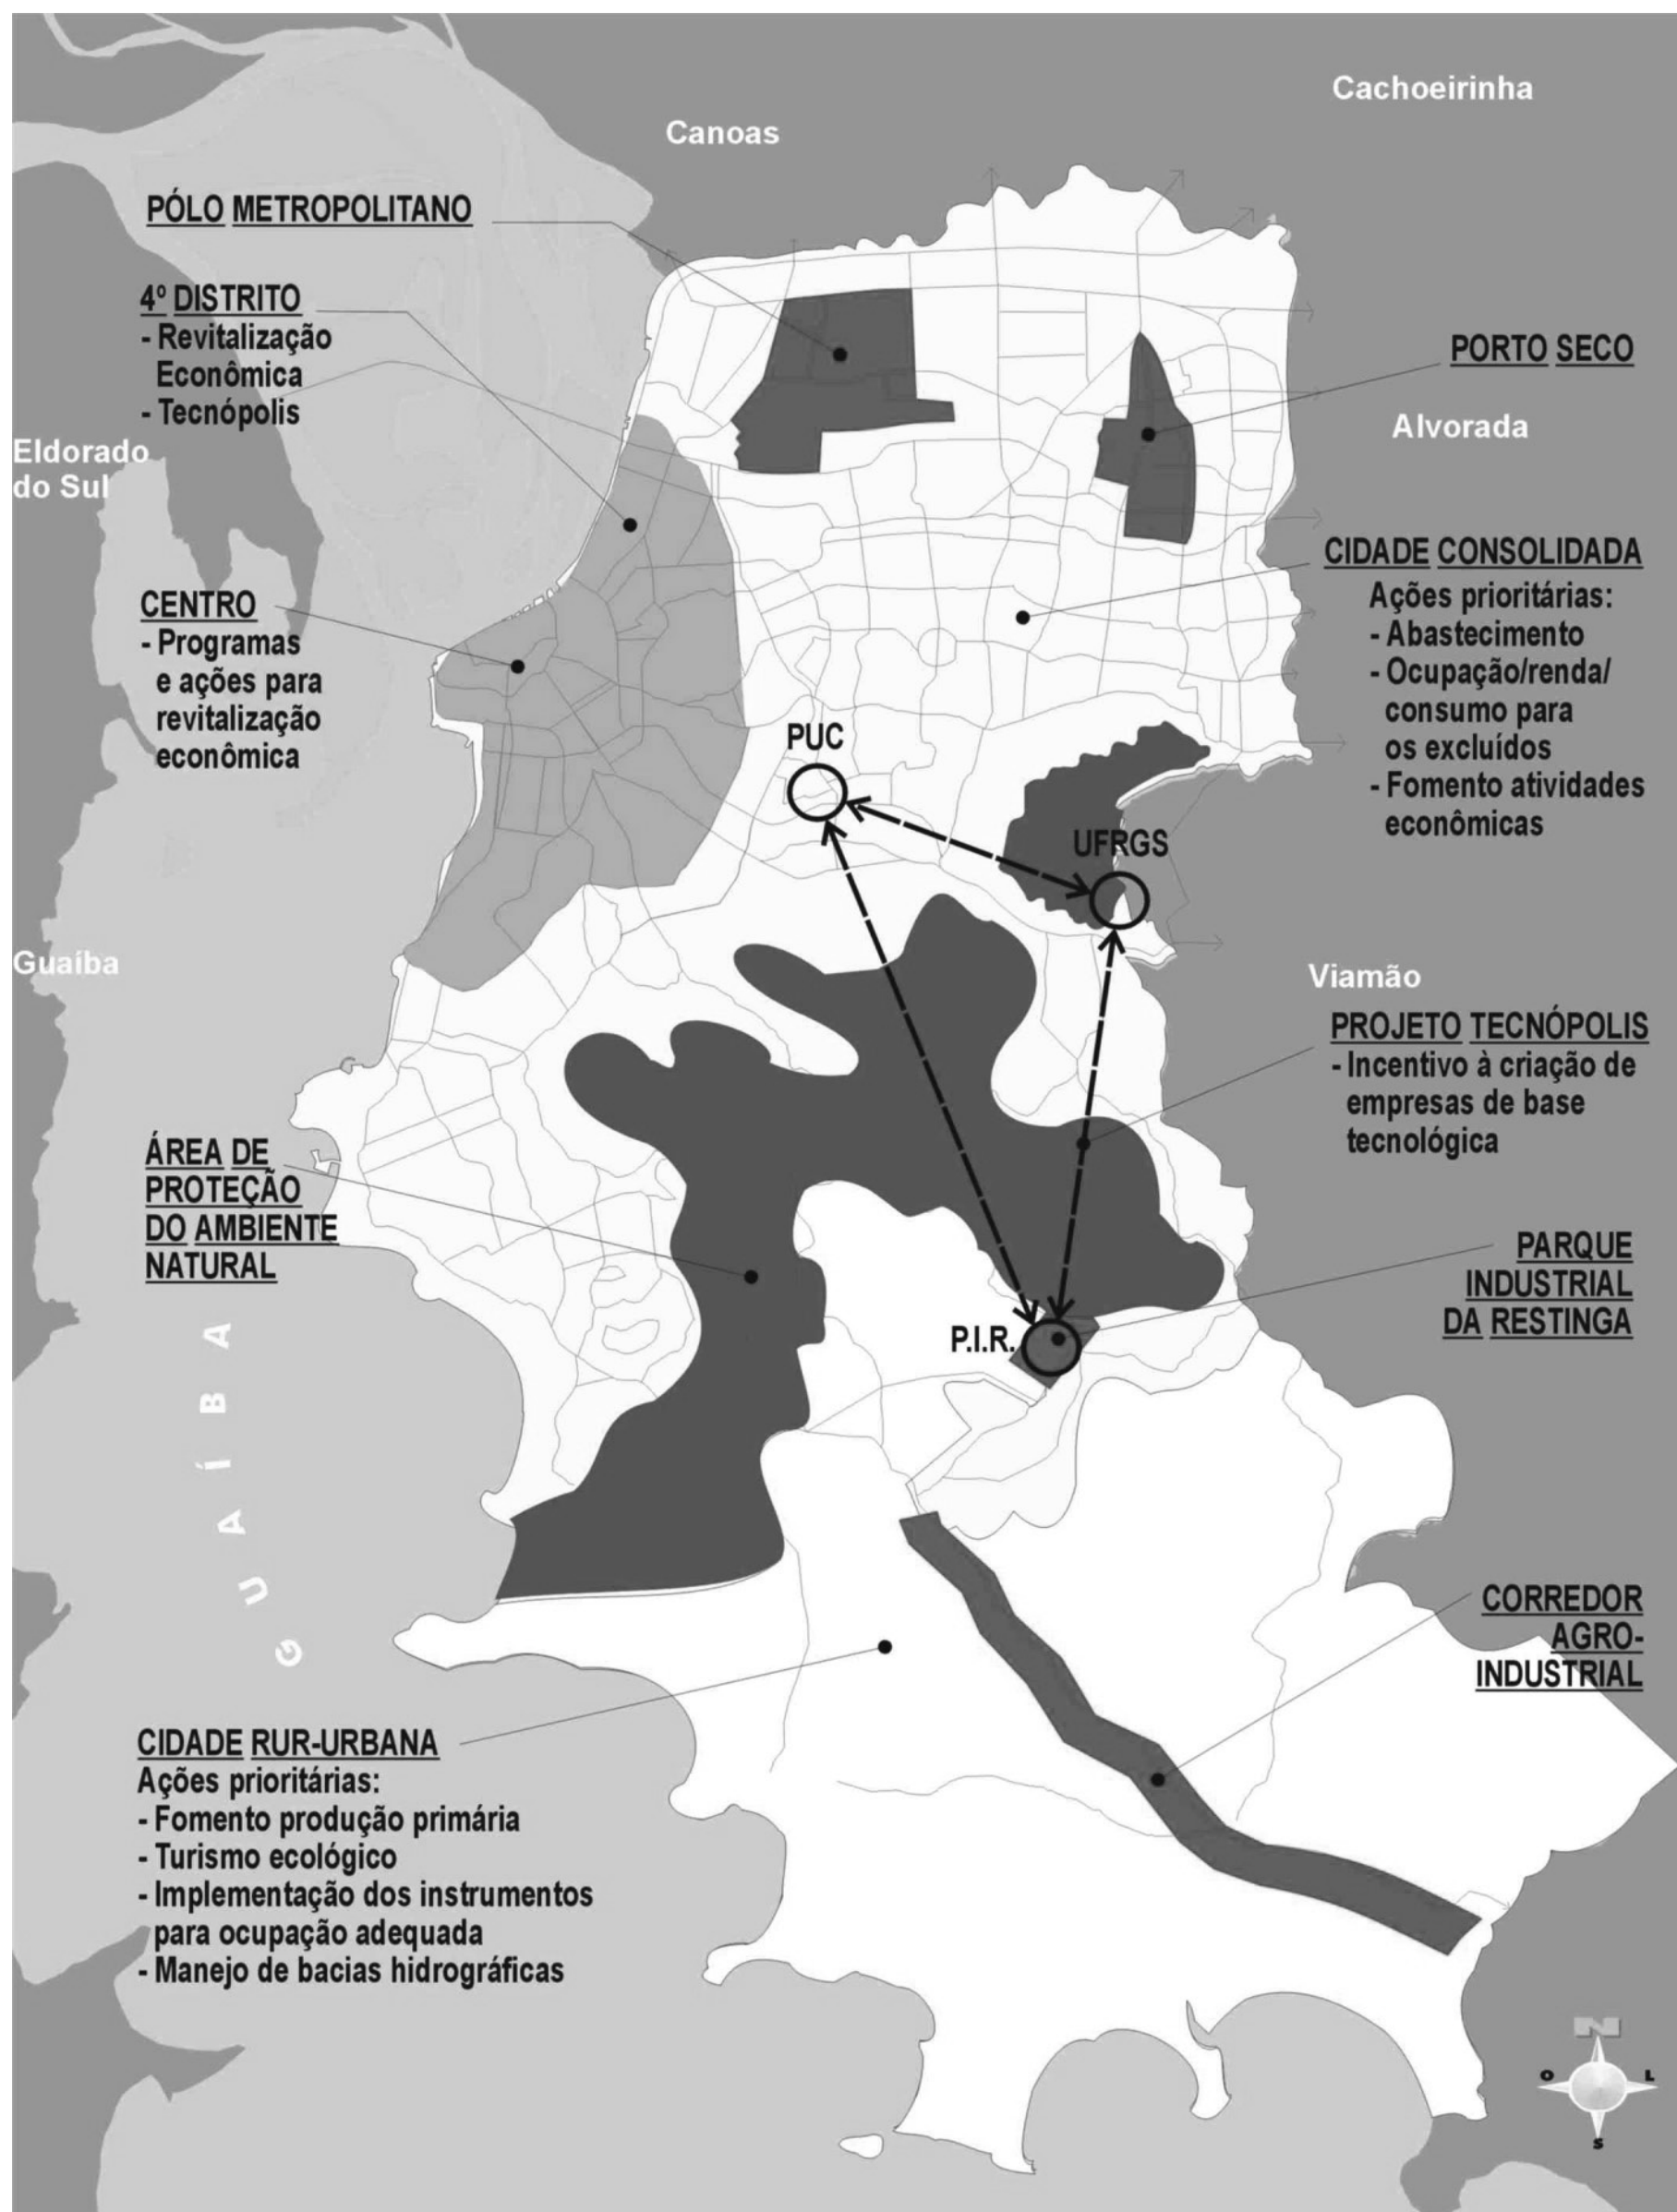 Cachoeirinha
Canoas
PÓLO METROPOLITANO
4º DISTRITO
- Revitalização
Econômica
- Tecnópolis
PORTO SECO
Alvorada
Eldorado
do Sul
CIDADE CONSOLIDADA
Ações prioritárias:
- Abastecimento
- Ocupação/renda/
consumo para
os excluídos
- Fomento atividades
econômicas
CENTRO
- Programas
e ações para
revitalização
econômica
PUC
UFRGS
Guaíba
Viamão
PROJETO TECNÓPOLIS
- Incentivo à criação de
empresas de base
tecnológica
ÁREA DE
PROTEÇÃO
DO AMBIENTE
NATURAL
PARQUE
INDUSTRIAL
DA RESTINGA
P.I.R.
GUAÍBA
CORREDOR
AGRO-
INDUSTRIAL
CIDADE RUR-URBANA
Ações prioritárias:
- Fomento produção primária
- Turismo ecológico
- Implementação dos instrumentos
para ocupação adequada
- Manejo de bacias hidrográficas
N
O L
S